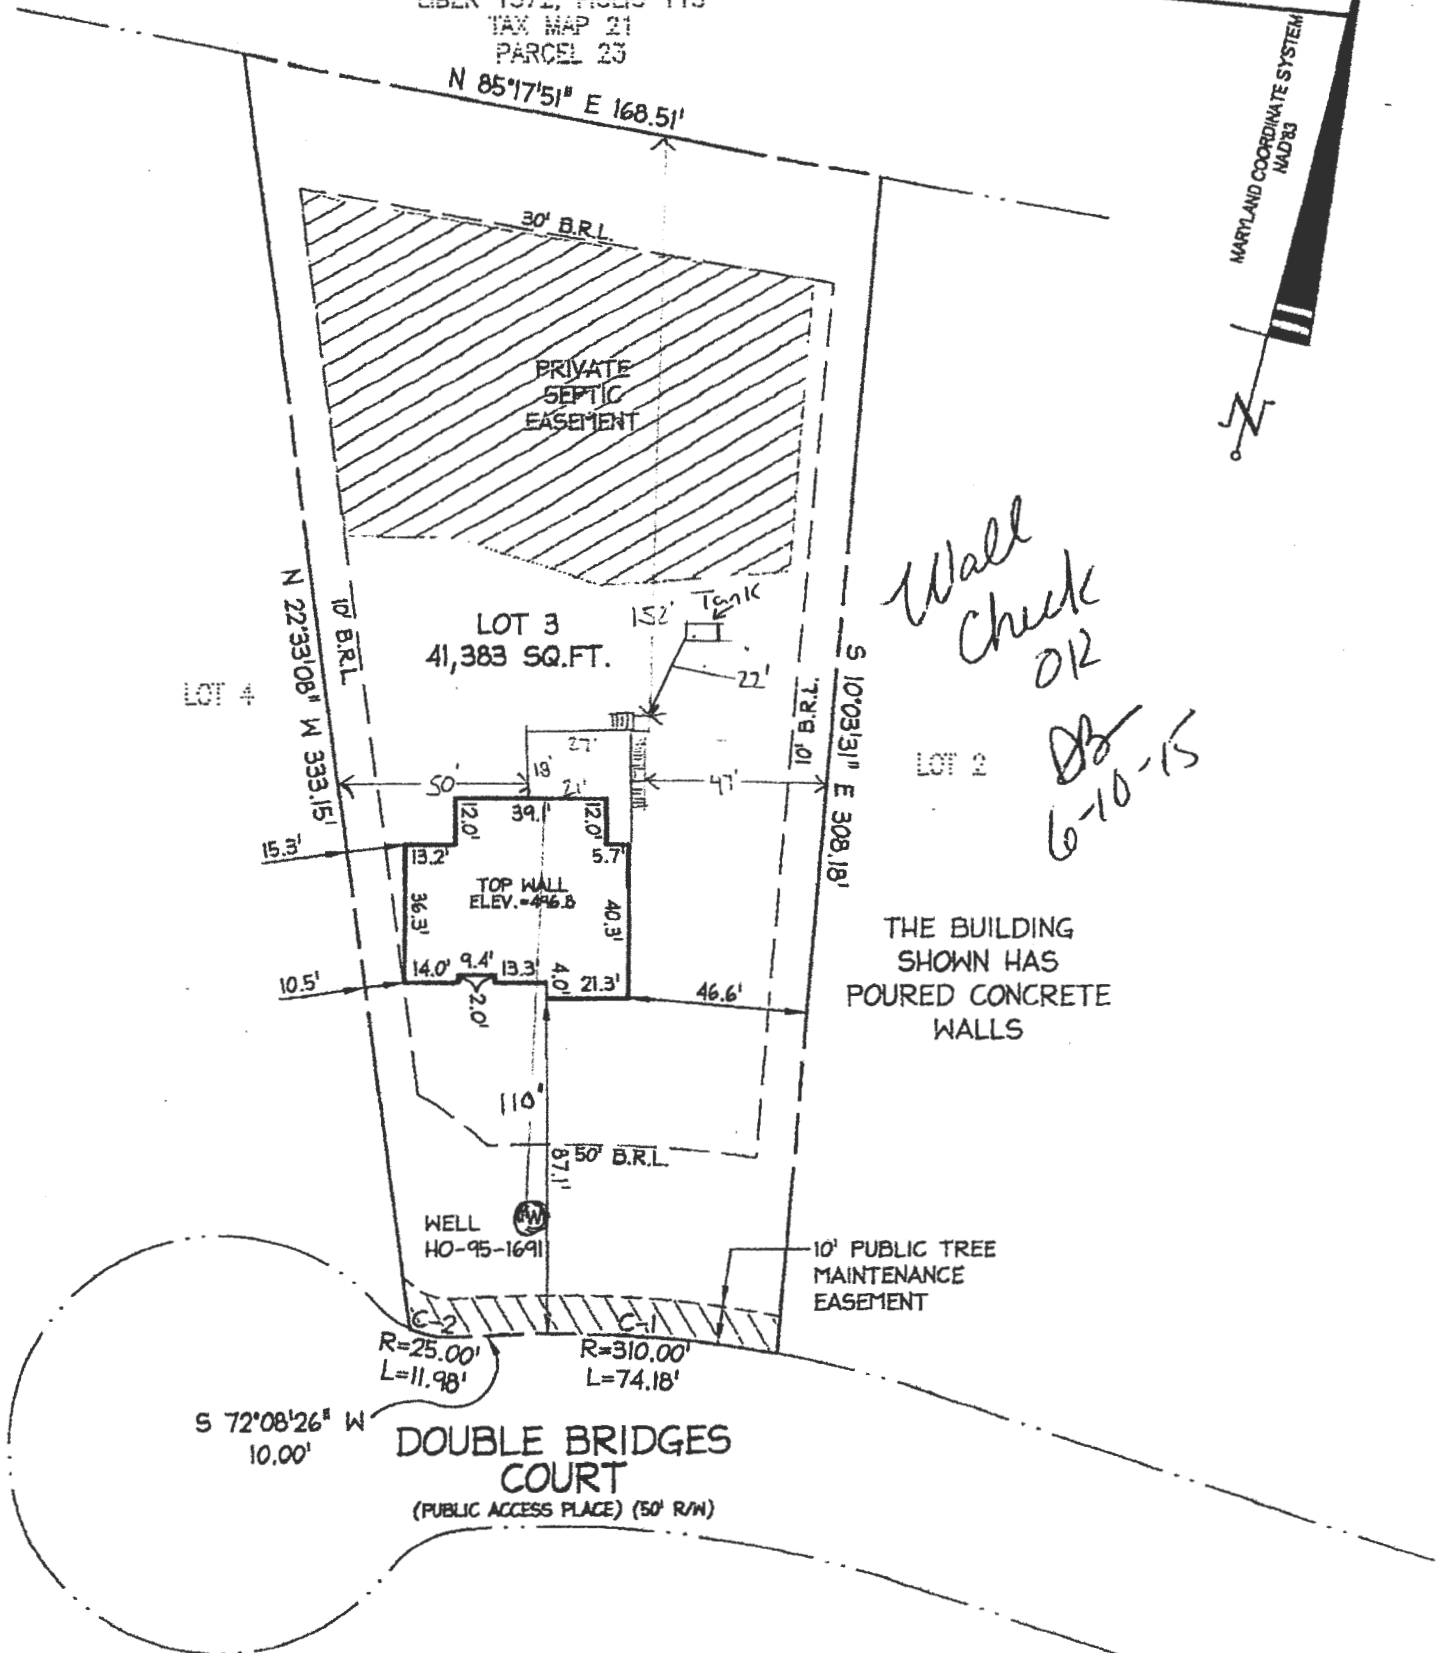 TAX MAP 21
PARCEL 23
N 85°17'51" E 168.51'
MARYLAND COORDINATE SYSTEM
NAD'83
N
30' B.R.L.
PRIVATE
SEPTIC
EASEMENT
Wall
Check
OK
DB
6-10-15
LOT 3
41,383 SQ.FT.
152'
Tank
22'
LOT 4
N 22°33'08" W 333.15'
10' B.R.L.
10' B.R.L.
S 10°03'31" E 308.18'
LOT 2
27'
18'
21'
50'
47'
12.0'
39.1'
12.0'
15.3'
13.2'
5.7'
TOP WALL
ELEV.=496.8
36.3'
40.3'
10.5'
14.0'
9.4'
13.3'
4.0'
21.3'
2.0'
46.6'
THE BUILDING
SHOWN HAS
POURED CONCRETE
WALLS
110'
87.1'
50' B.R.L.
WELL
HO-95-1691
10' PUBLIC TREE
MAINTENANCE
EASEMENT
C-2
R=25.00'
L=11.98'
C-1
R=310.00'
L=74.18'
S 72°08'26" W
10.00'
DOUBLE BRIDGES
COURT
(PUBLIC ACCESS PLACE) (50' R/W)